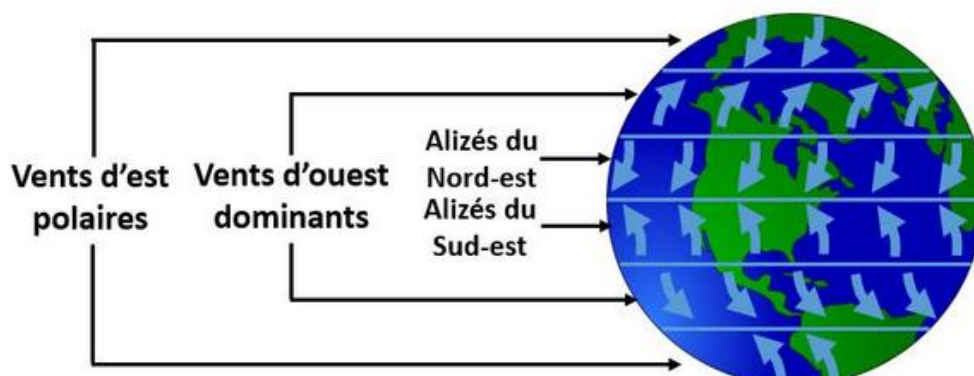 Vents d'est
polaires
Vents d'ouest
dominants
Alizés du
Nord-est
Alizés du
Sud-est